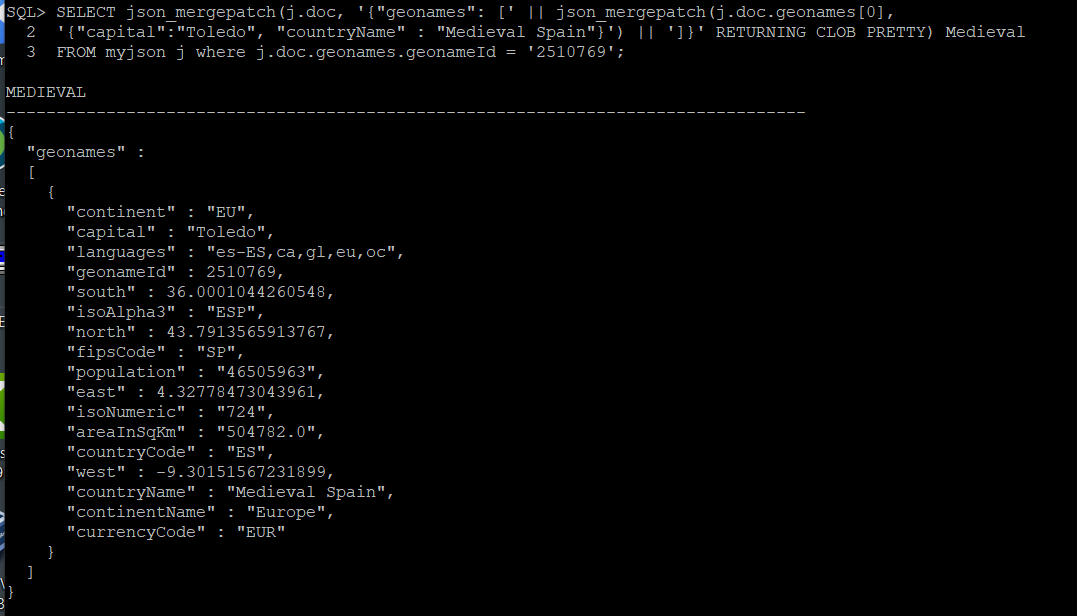 SQL> SELECT json_mergepatch(j.doc, '{"geonames": [' || json_mergepatch(j.doc.geonames[0],
  2  '{"capital":"Toledo", "countryName" : "Medieval Spain"}') || ']}' RETURNING CLOB PRETTY) Medieval
  3  FROM myjson j where j.doc.geonames.geonameId = '2510769';

MEDIEVAL
--------------------------------------------------------------------------------
{
  "geonames" :
  [
    {
      "continent" : "EU",
      "capital" : "Toledo",
      "languages" : "es-ES,ca,gl,eu,oc",
      "geonameId" : 2510769,
      "south" : 36.0001044260548,
      "isoAlpha3" : "ESP",
      "north" : 43.7913565913767,
      "fipsCode" : "SP",
      "population" : "46505963",
      "east" : 4.32778473043961,
      "isoNumeric" : "724",
      "areaInSqKm" : "504782.0",
      "countryCode" : "ES",
      "west" : -9.30151567231899,
      "countryName" : "Medieval Spain",
      "continentName" : "Europe",
      "currencyCode" : "EUR"
    }
  ]
}